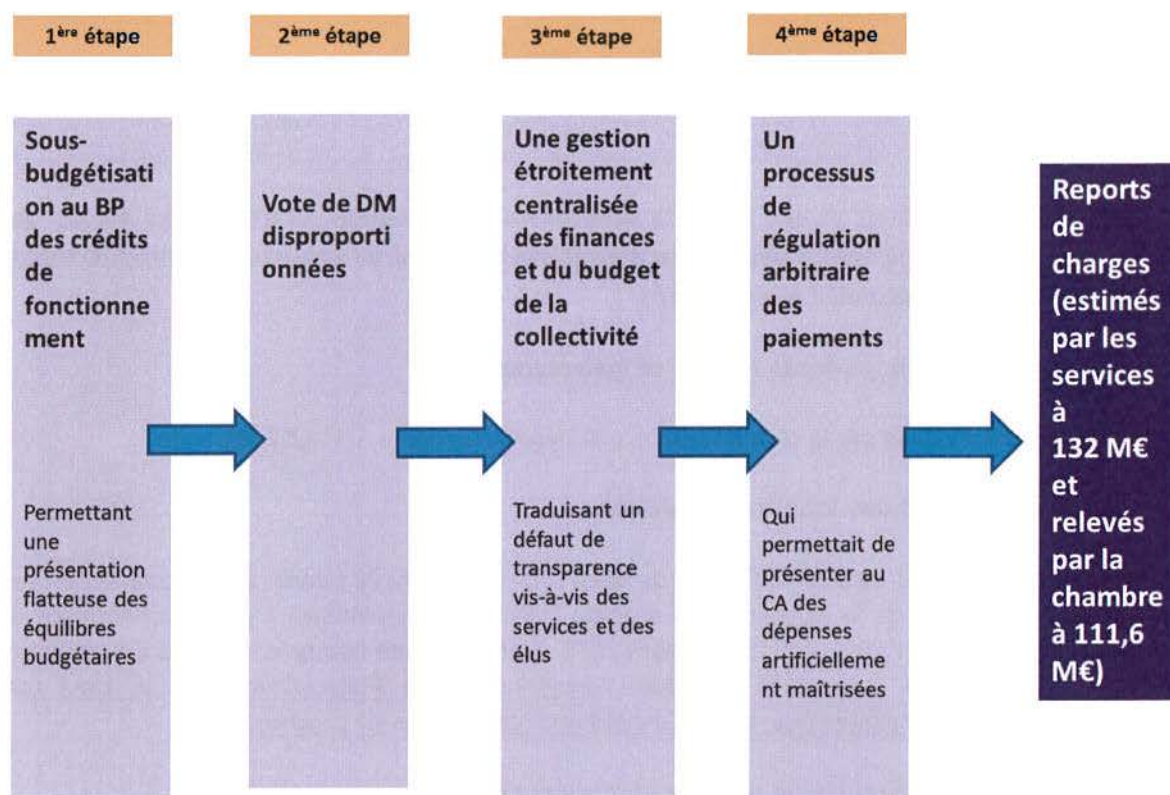 1ère étape
Sous-
budgétisati
on au BP
des crédits
de
fonctionne
ment
Permettant
une
présentation
flatteuse des
équilibres
budgétaires
2ème étape
Vote de DM
disproporti
onnées
3ème étape
Une gestion
étroitement
centralisée
des finances
et du budget
de la
collectivité
Traduisant un
défaut de
transparence
vis-à-vis des
services et des
élus
4ème étape
Un
processus
de
régulation
arbitraire
des
paiements
Qui
permettait de
présenter au
CA des
dépenses
artificielleme
nt maîtrisées
Reports
de
charges
(estimés
par les
services
à
132 M€
et
relevés
par la
chambre
à 111,6
M€)